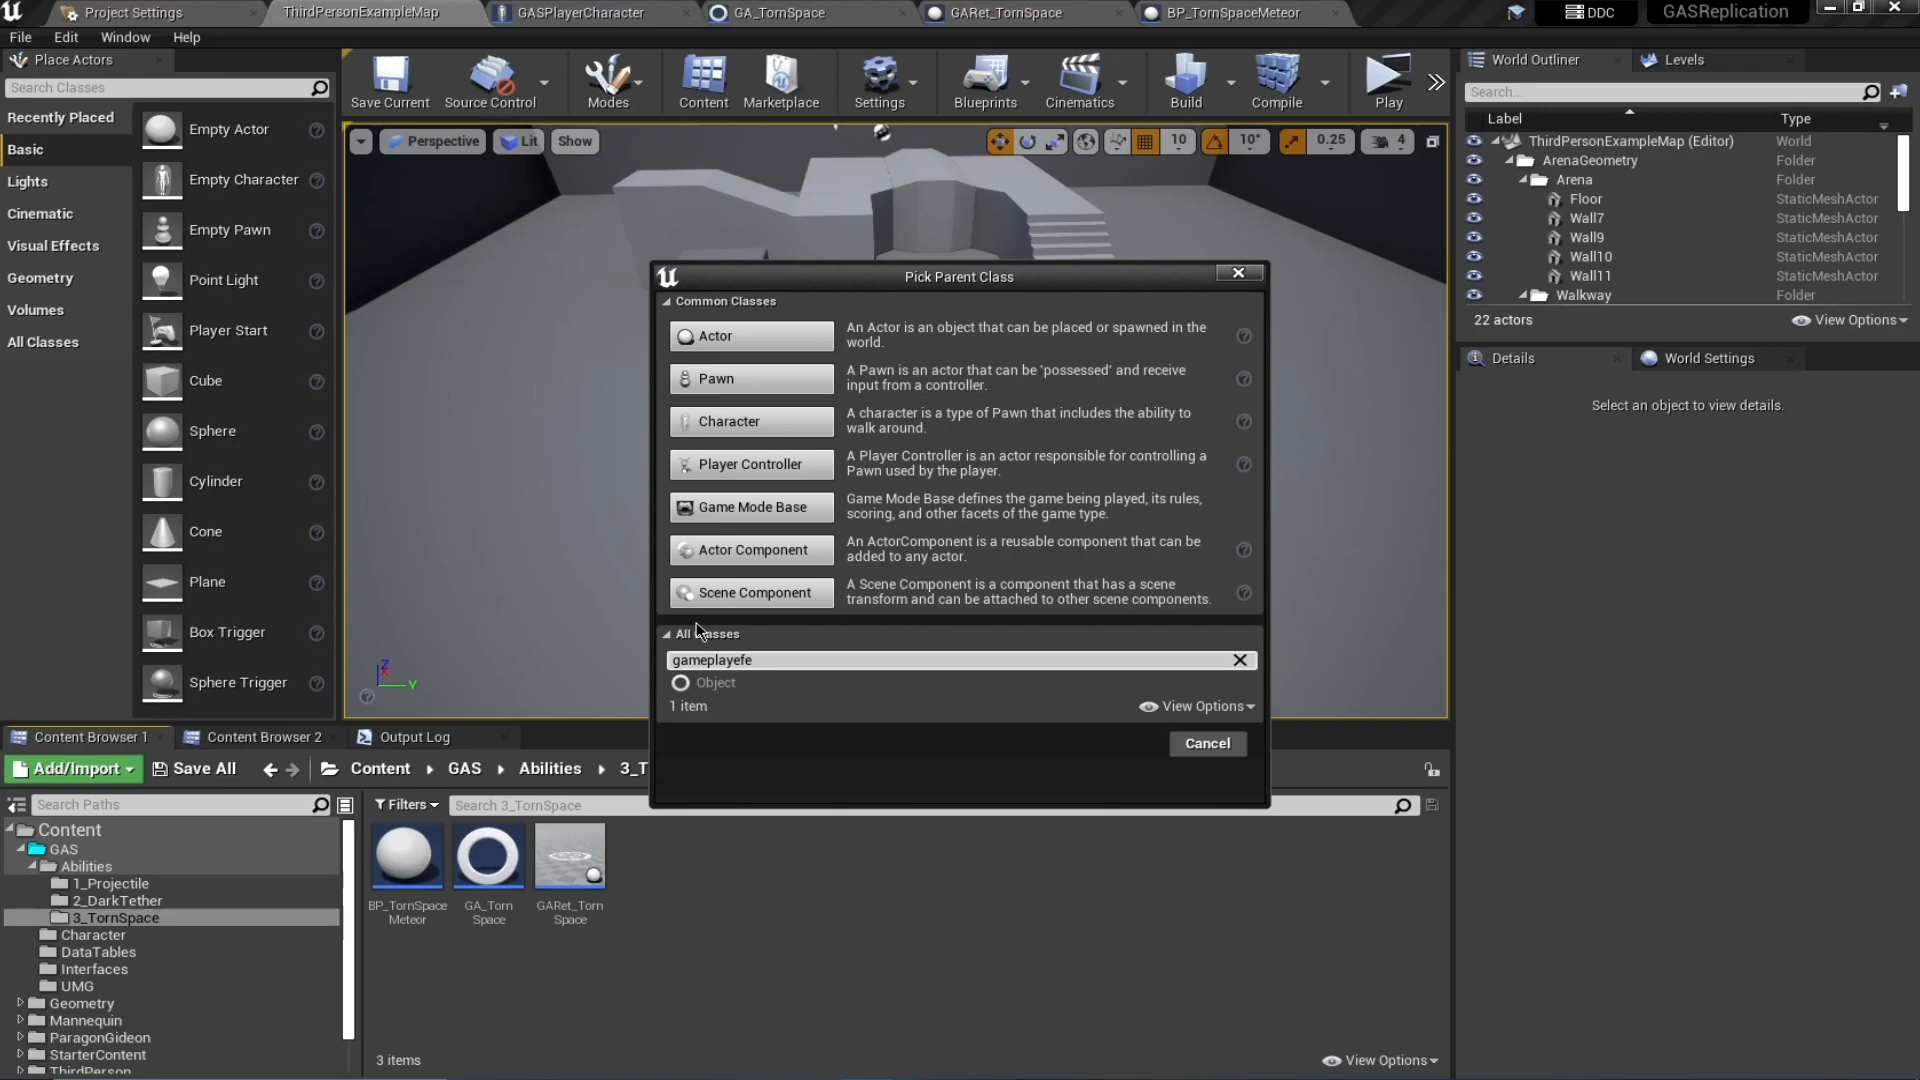 Project Settings
ThirdPersonExampleMap
GASPlayerCharacter
GA_TornSpace
GARet_TornSpace
BP_TornSpaceMeteor
DDC
GASReplication
File
Edit
Window
Help
Place Actors
Search Classes
Recently Placed
Basic
Lights
Cinematic
Visual Effects
Geometry
Volumes
All Classes
Empty Actor
Empty Character
Empty Pawn
Point Light
Player Start
Cube
Sphere
Cylinder
Cone
Plane
Box Trigger
Sphere Trigger
Save Current
Source Control
Modes
Content
Marketplace
Settings
Blueprints
Cinematics
Build
Compile
Play
Perspective
Lit
Show
10
10°
0.25
4
Z
X
Y
Pick Parent Class
Common Classes
Actor
An Actor is an object that can be placed or spawned in the
world.
Pawn
A Pawn is an actor that can be 'possessed' and receive
input from a controller.
Character
A character is a type of Pawn that includes the ability to
walk around.
Player Controller
A Player Controller is an actor responsible for controlling a
Pawn used by the player.
Game Mode Base
Game Mode Base defines the game being played, its rules,
scoring, and other facets of the game type.
Actor Component
An ActorComponent is a reusable component that can be
added to any actor.
Scene Component
A Scene Component is a component that has a scene
transform and can be attached to other scene components.
All Classes
gameplayefe
Object
1 item
View Options
Cancel
World Outliner
Levels
Search...
Label
Type
ThirdPersonExampleMap (Editor)
World
ArenaGeometry
Folder
Arena
Folder
Floor
StaticMeshActor
Wall7
StaticMeshActor
Wall9
StaticMeshActor
Wall10
StaticMeshActor
Wall11
StaticMeshActor
Walkway
Folder
22 actors
View Options
Details
World Settings
Select an object to view details.
Content Browser 1
Content Browser 2
Output Log
Add/Import
Save All
Content
GAS
Abilities
3_T
Search Paths
Filters
Search 3_TornSpace
Content
GAS
Abilities
1_Projectile
2_DarkTether
3_TornSpace
Character
DataTables
Interfaces
UMG
Geometry
Mannequin
ParagonGideon
StarterContent
ThirdPerson
BP_TornSpace
Meteor
GA_Torn
Space
GARet_Torn
Space
3 items
View Options